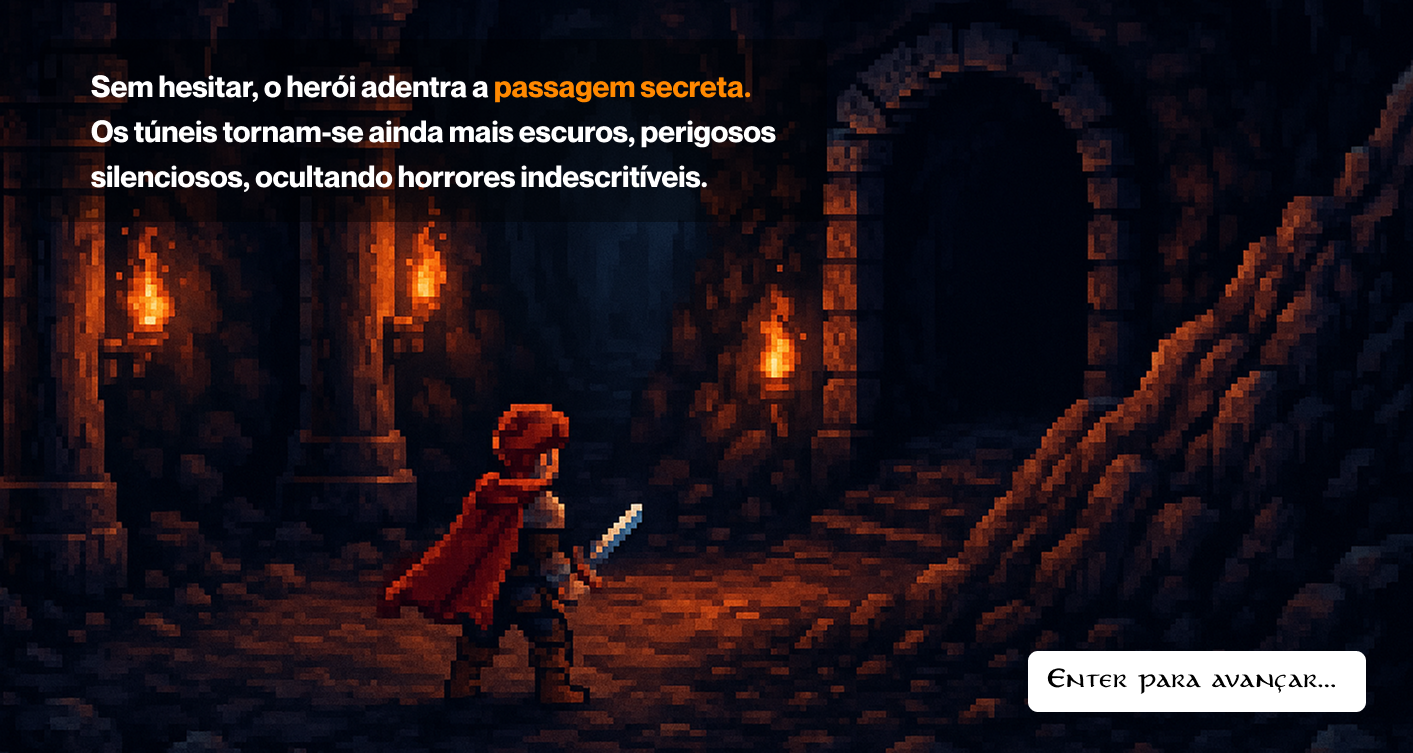 Sem hesitar, o herói adentra a passagem secreta.
Os túneis tornam-se ainda mais escuros, perigosos
silenciosos, ocultando horrores indescritíveis.
Enter para avançar...